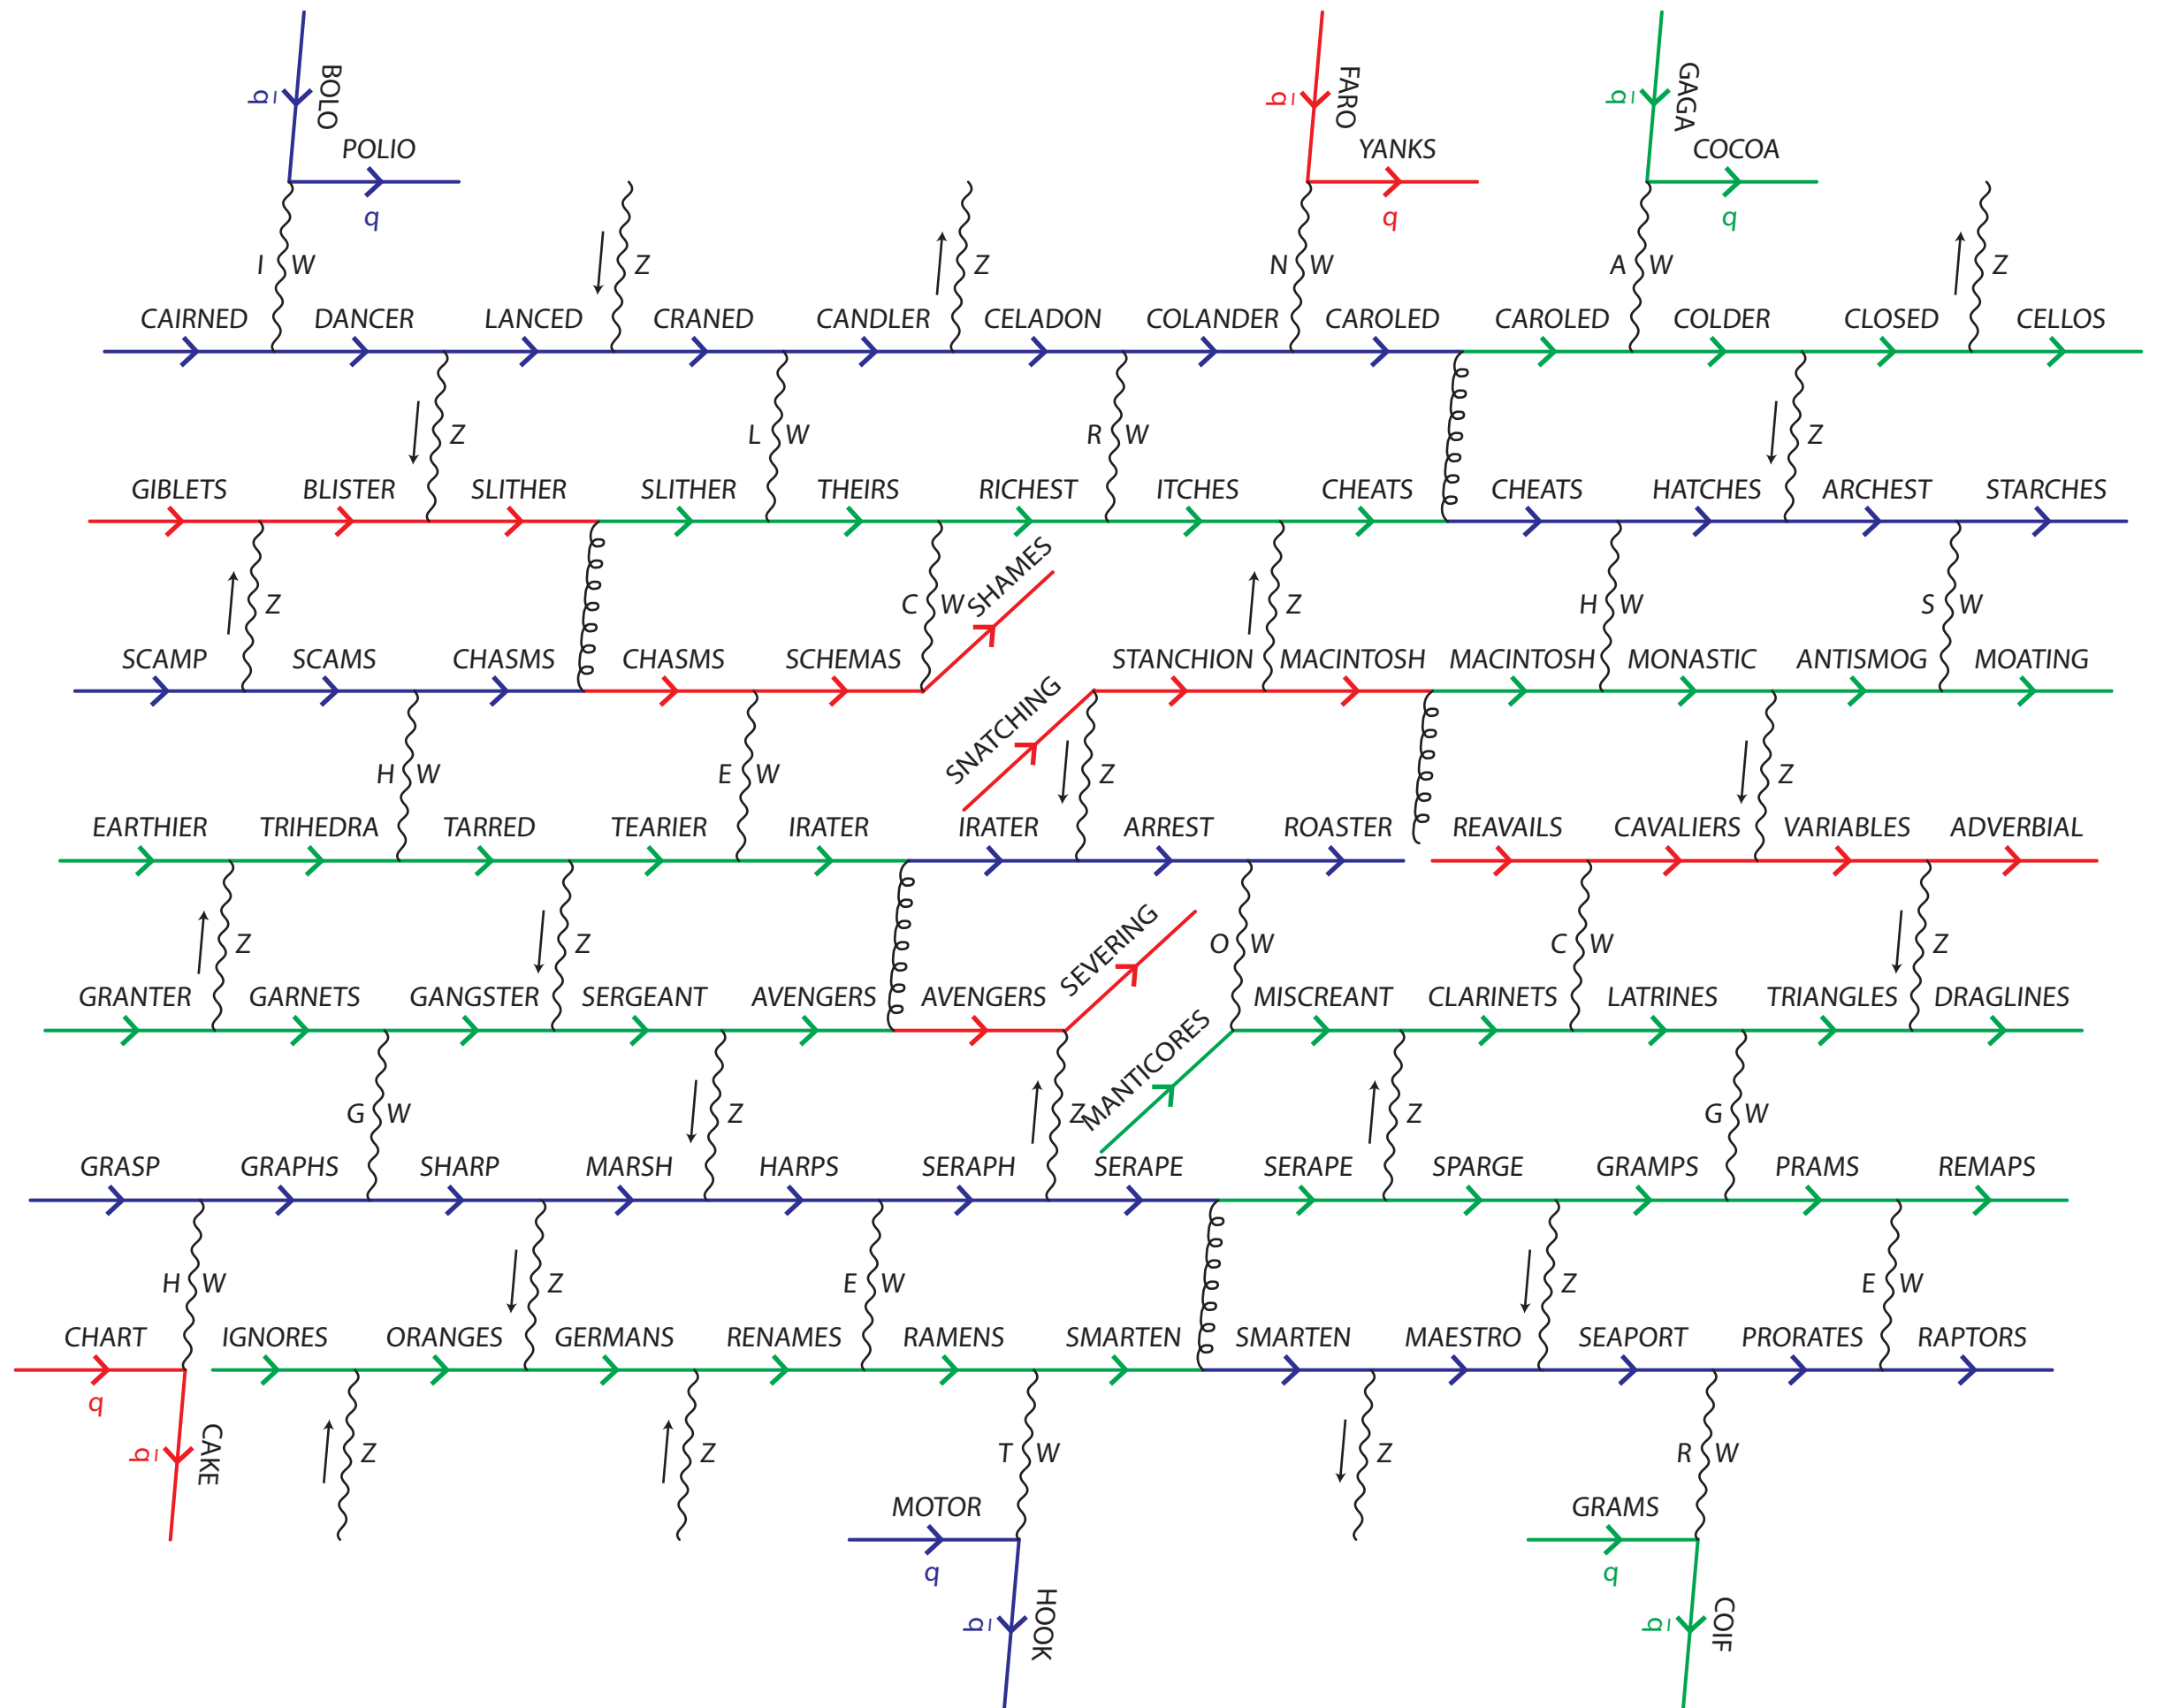 BOLO FARO GAGA
q̄ q̄ q̄
POLIO YANKS COCOA
q q q
I W Z Z N W A W Z
CAIRNED DANCER LANCED CRANED CANDLER CELADON COLANDER CAROLED CAROLED COLDER CLOSED CELLOS
Z L W R W Z
GIBLETS BLISTER SLITHER SLITHER THEIRS RICHEST ITCHES CHEATS CHEATS HATCHES ARCHEST STARCHES
Z C W SHAMES Z H W S W
SCAMP SCAMS CHASMS CHASMS SCHEMAS STANCHION MACINTOSH MACINTOSH MONASTIC ANTISMOG MOATING
H W E W SNATCHING Z Z
EARTHIER TRIHEDRA TARRED TEARIER IRATER IRATER ARREST ROASTER REAVAILS CAVALIERS VARIABLES ADVERBIAL
Z Z SEVERING O W C W Z
GRANTER GARNETS GANGSTER SERGEANT AVENGERS AVENGERS MISCREANT CLARINETS LATRINES TRIANGLES DRAGLINES
G W Z Z MANTICORES Z G W
GRASP GRAPHS SHARP MARSH HARPS SERAPH SERAPE SERAPE SPARGE GRAMPS PRAMS REMAPS
H W Z E W Z E W
CHART IGNORES ORANGES GERMANS RENAMES RAMENS SMARTEN SMARTEN MAESTRO SEAPORT PRORATES RAPTORS
q
q̄ CAKE Z Z T W Z R W
MOTOR GRAMS
q q
q̄ HOOK q̄ COIF